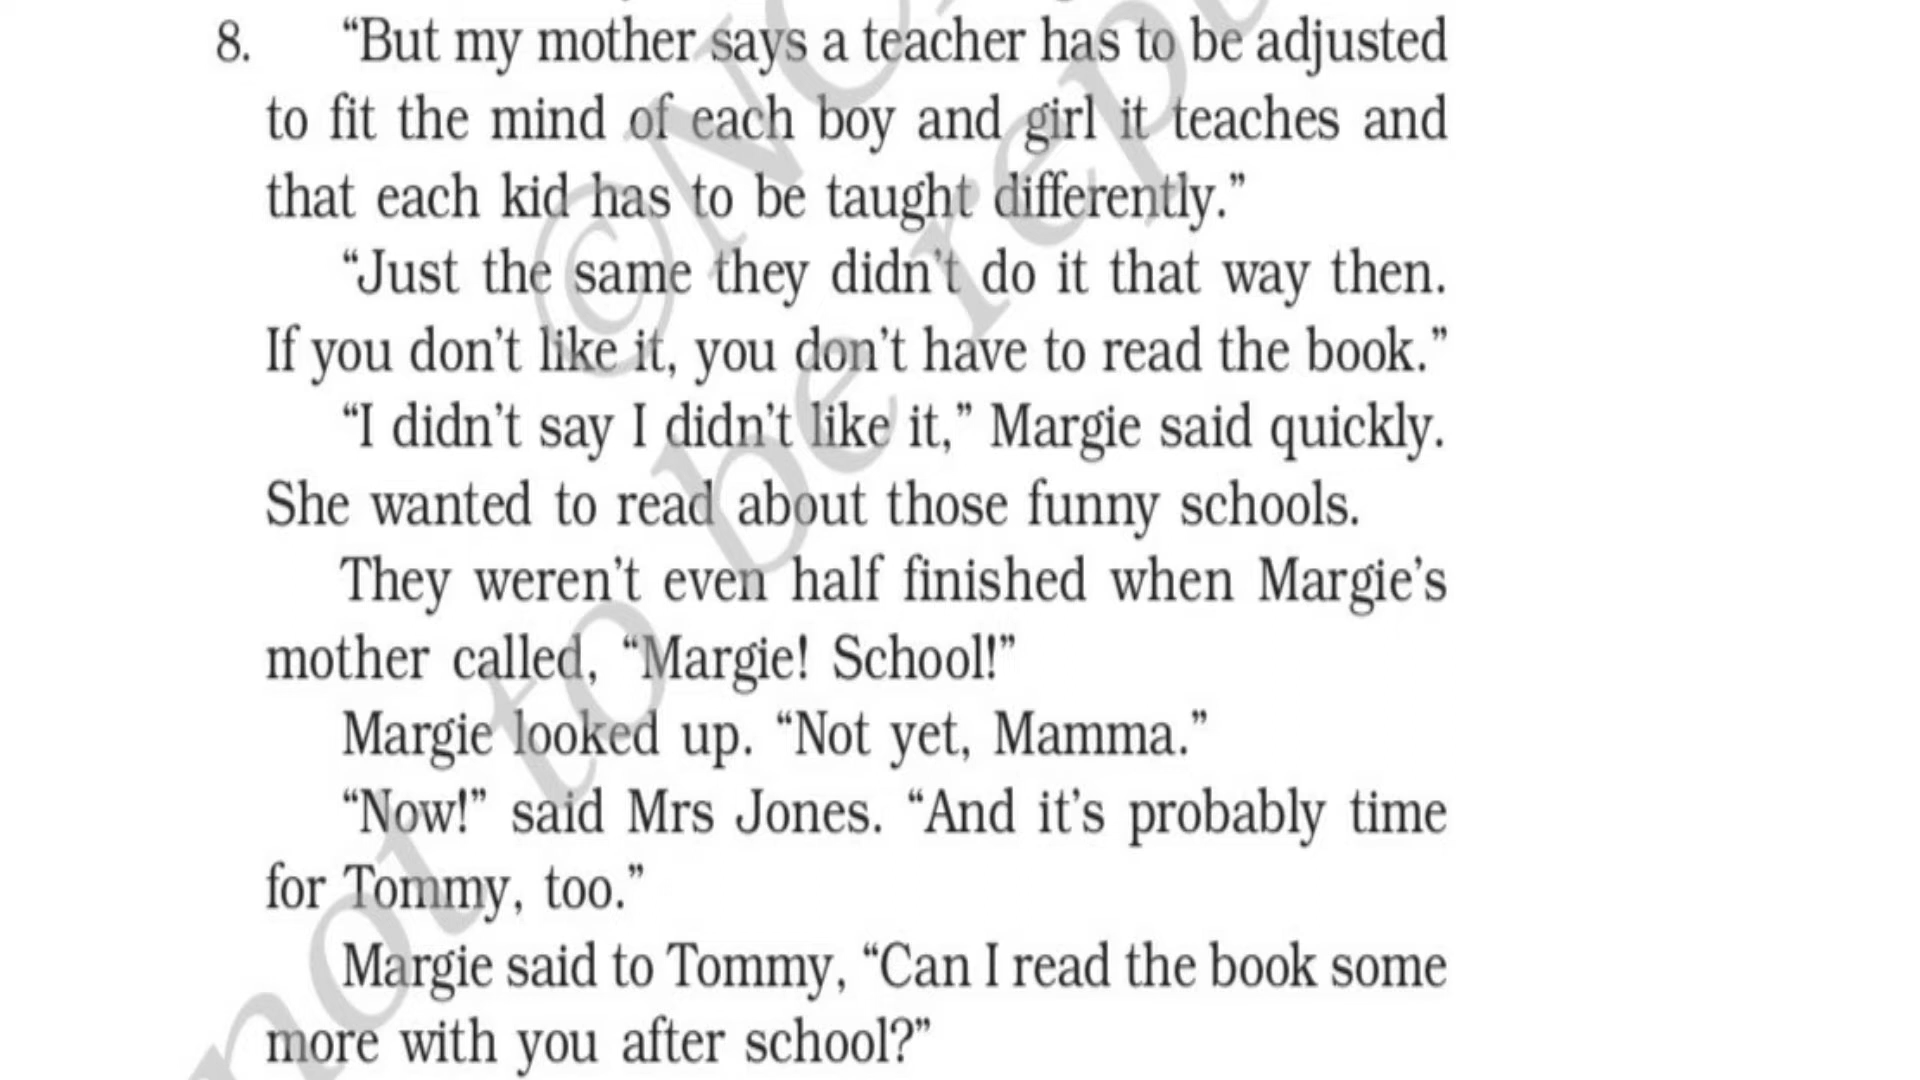 8. “But my mother says a teacher has to be adjusted
to fit the mind of each boy and girl it teaches and
that each kid has to be taught differently.”
“Just the same they didn’t do it that way then.
If you don’t like it, you don’t have to read the book.”
“I didn’t say I didn’t like it,” Margie said quickly.
She wanted to read about those funny schools.
They weren’t even half finished when Margie’s
mother called, “Margie! School!”
Margie looked up. “Not yet, Mamma.”
“Now!” said Mrs Jones. “And it’s probably time
for Tommy, too.”
Margie said to Tommy, “Can I read the book some
more with you after school?”
not to be